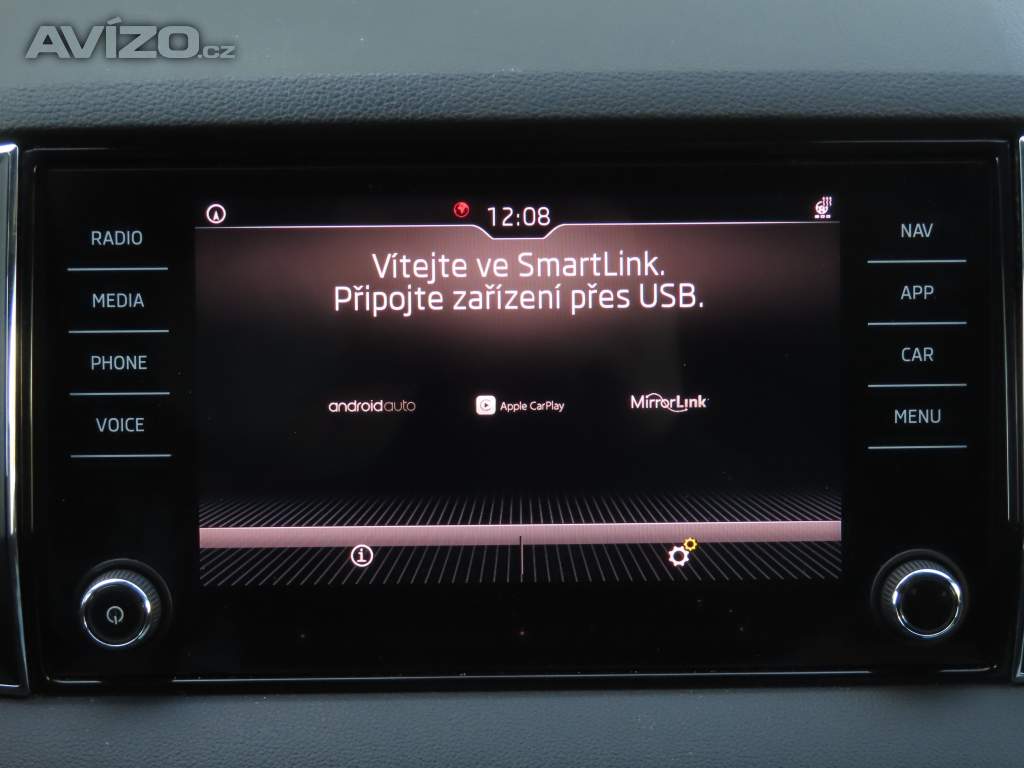 AVÍZO.cz
12:08
RADIO
MEDIA
PHONE
VOICE
Vítejte ve SmartLink.
Připojte zařízení přes USB.
androidauto
Apple CarPlay
MirrorLink
NAV
APP
CAR
MENU